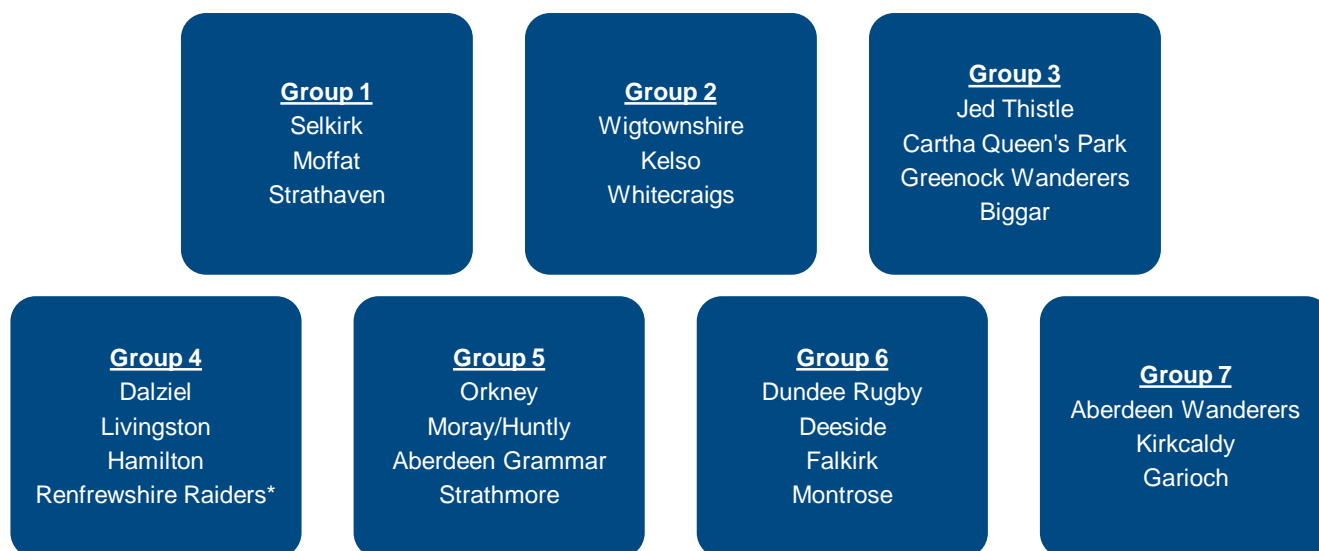 Group 1
Selkirk
Moffat
Strathaven
Group 2
Wigtownshire
Kelso
Whitecraigs
Group 3
Jed Thistle
Cartha Queen's Park
Greenock Wanderers
Biggar
Group 4
Dalziel
Livingston
Hamilton
Renfrewshire Raiders*
Group 5
Orkney
Moray/Huntly
Aberdeen Grammar
Strathmore
Group 6
Dundee Rugby
Deeside
Falkirk
Montrose
Group 7
Aberdeen Wanderers
Kirkcaldy
Garioch